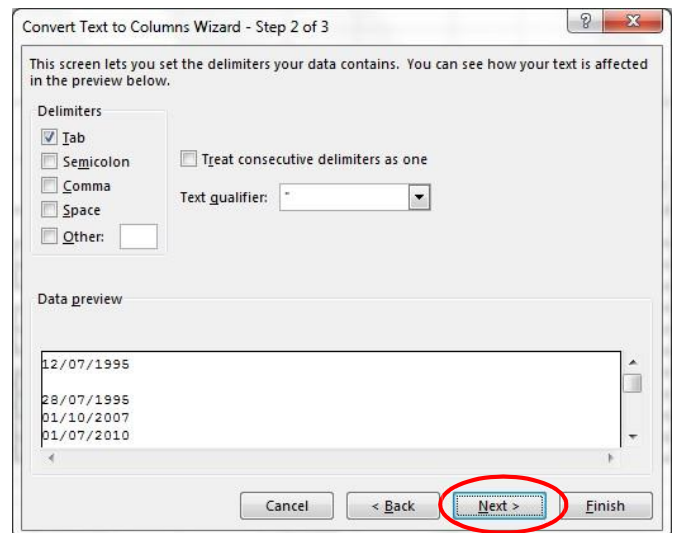 Convert Text to Columns Wizard - Step 2 of 3
This screen lets you set the delimiters your data contains. You can see how your text is affected
in the preview below.
Delimiters
Tab
Semicolon
Comma
Space
Other:
Treat consecutive delimiters as one
Text qualifier: "
Data preview
12/07/1995
28/07/1995
01/10/2007
01/07/2010
Cancel
< Back
Next >
Finish